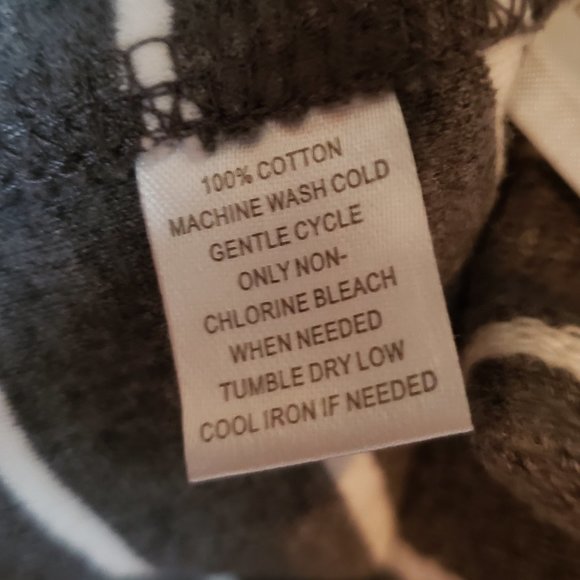 100% COTTON
MACHINE WASH COLD
GENTLE CYCLE
ONLY NON-
CHLORINE BLEACH
WHEN NEEDED
TUMBLE DRY LOW
COOL IRON IF NEEDED